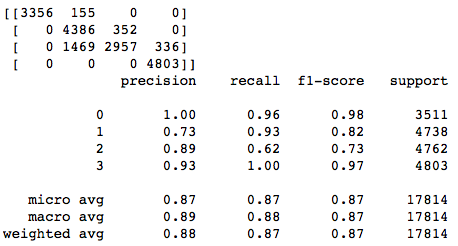 [[3356 155 0 0]
[ 0 4386 352 0]
[ 0 1469 2957 336]
[ 0 0 0 4803]]
precision recall f1-score support
0 1.00 0.96 0.98 3511
1 0.73 0.93 0.82 4738
2 0.89 0.62 0.73 4762
3 0.93 1.00 0.97 4803
micro avg 0.87 0.87 0.87 17814
macro avg 0.89 0.88 0.87 17814
weighted avg 0.88 0.87 0.87 17814